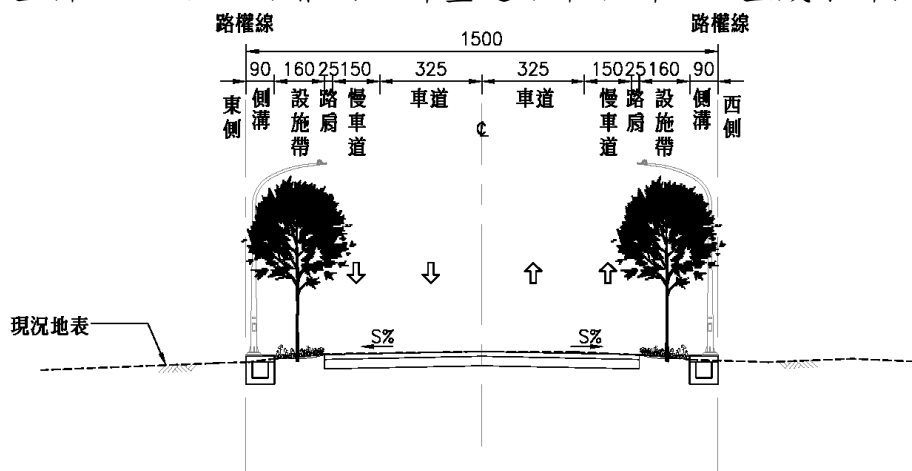 路權線 路權線
1500
90 160 25 150 325 325 150 25 160 90
東側 側溝 設施帶 路肩 慢車道 車道 車道 慢車道 路肩 設施帶 側溝 西側
℄
現況地表
S% S%